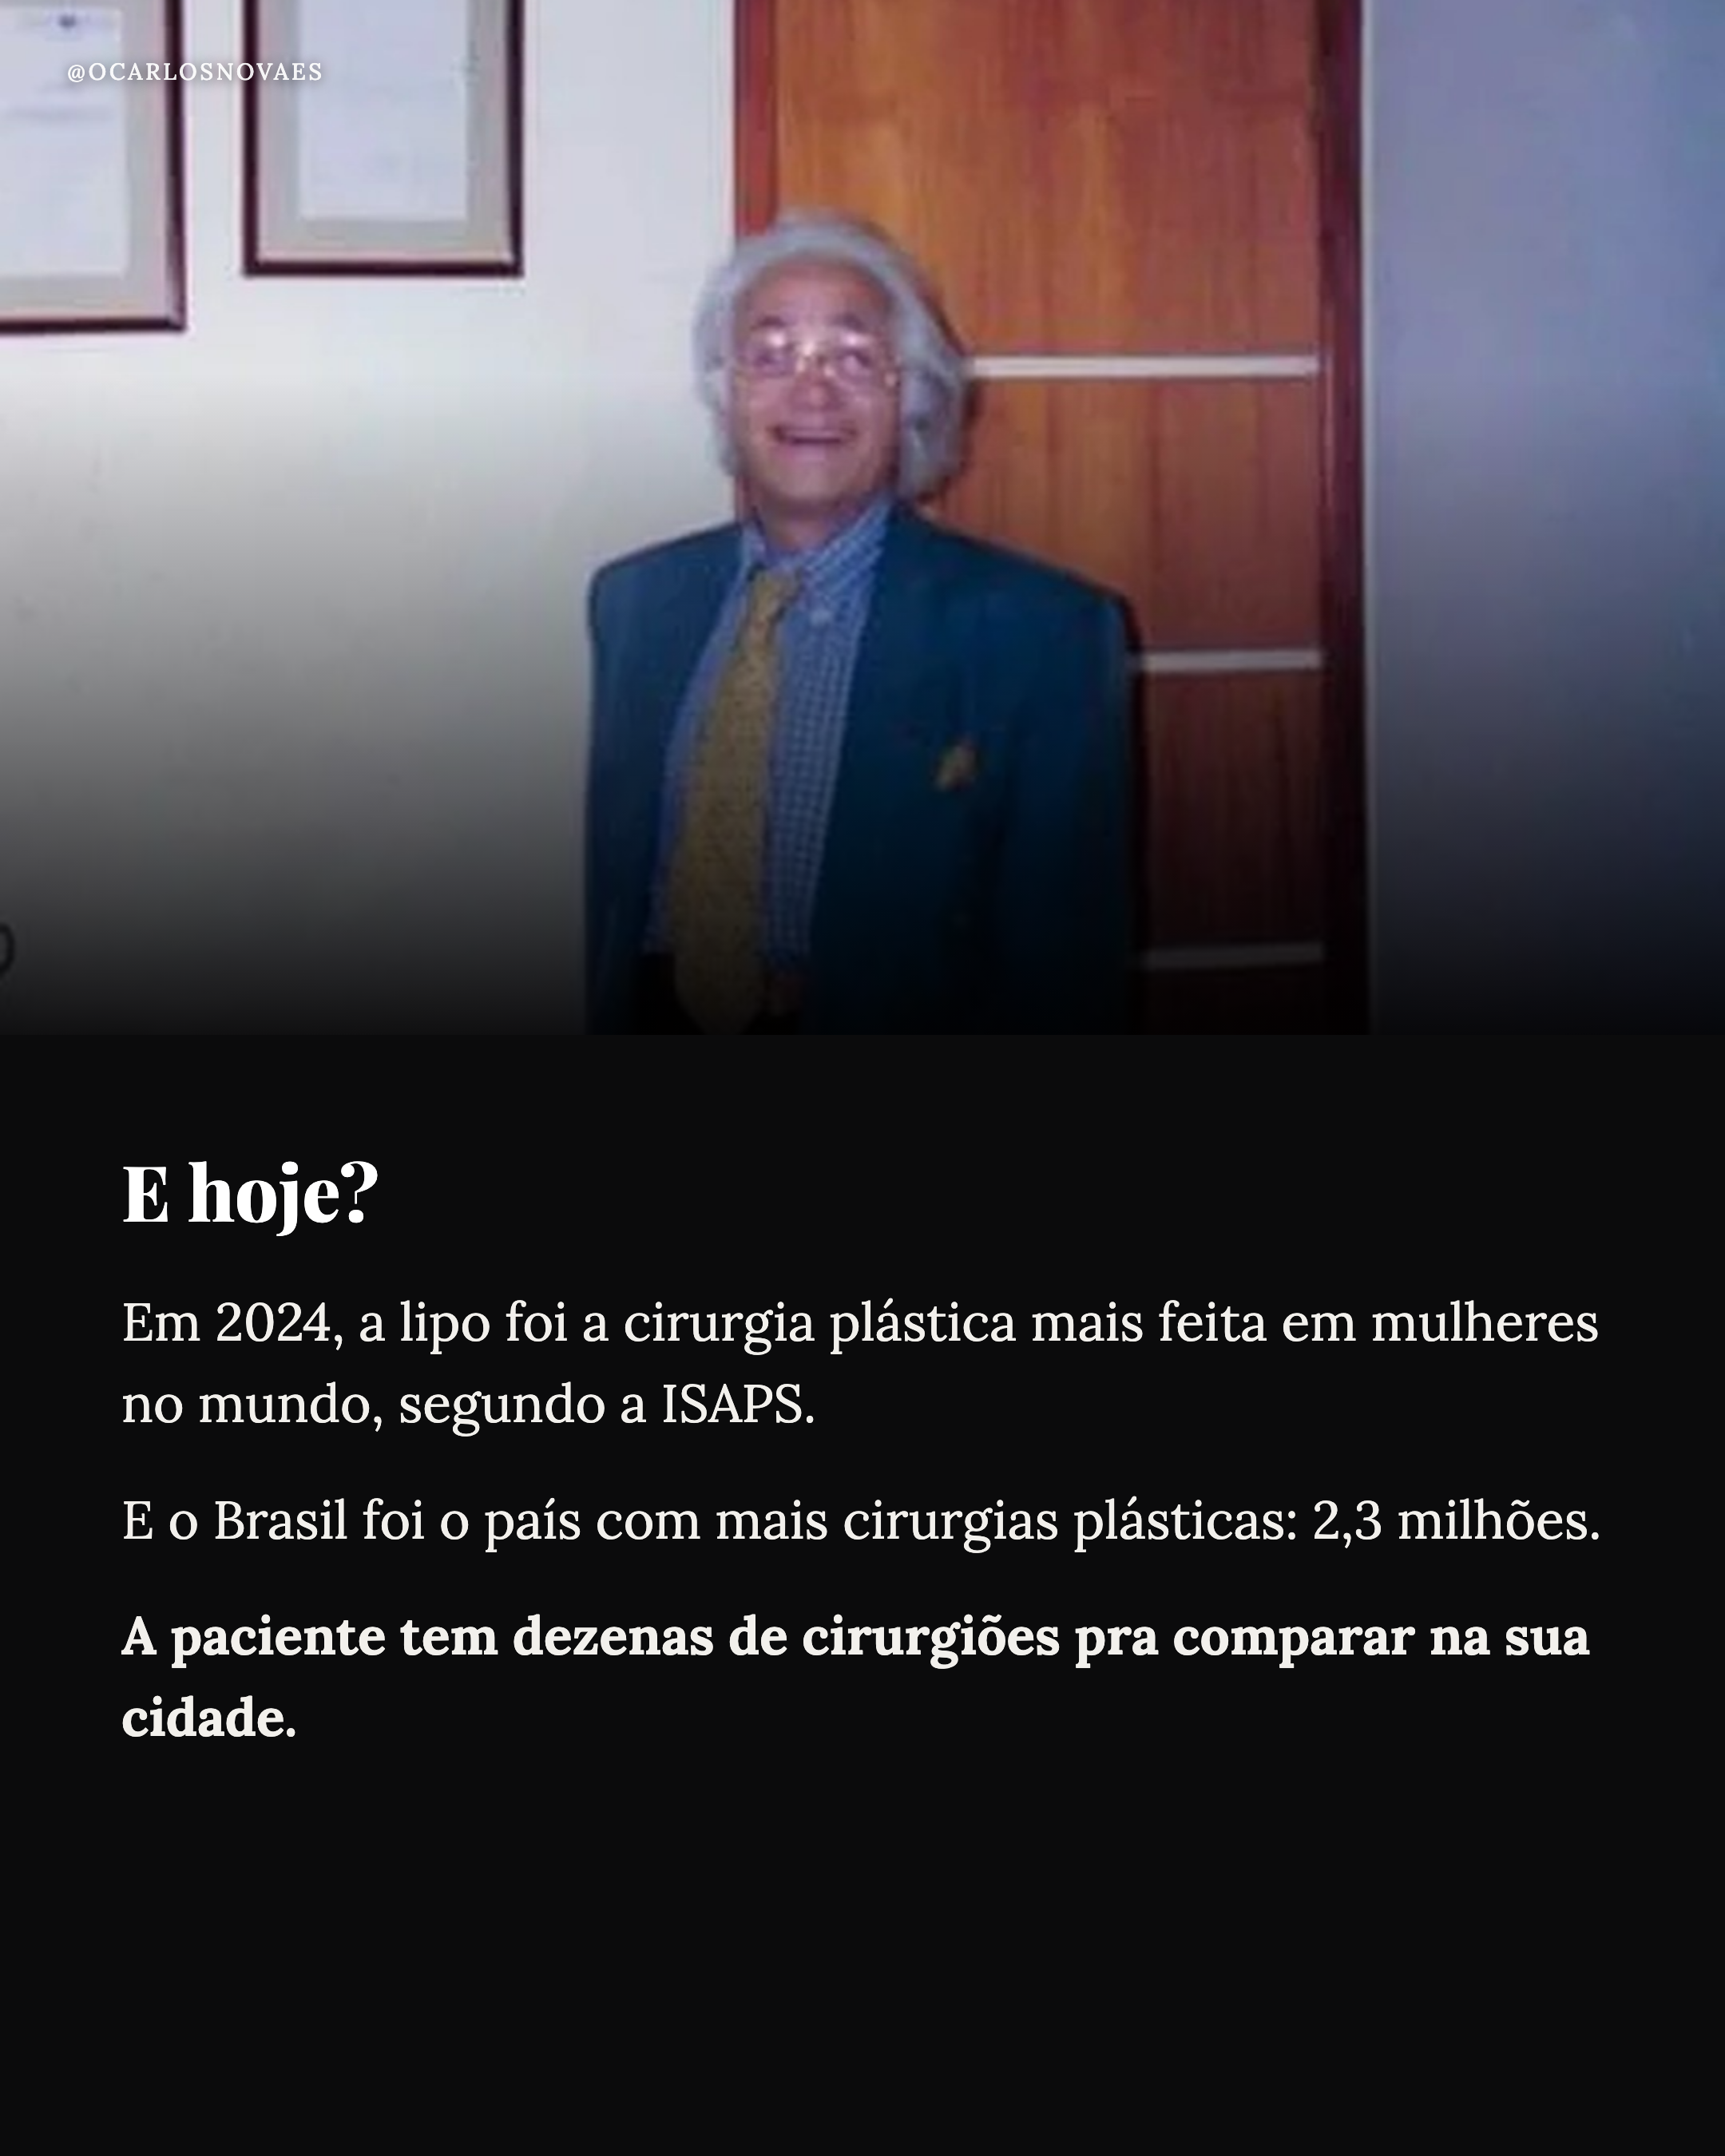 @OCARLOSNOVAES
E hoje?
Em 2024, a lipo foi a cirurgia plástica mais feita em mulheres
no mundo, segundo a ISAPS.
E o Brasil foi o país com mais cirurgias plásticas: 2,3 milhões.
A paciente tem dezenas de cirurgiões pra comparar na sua
cidade.